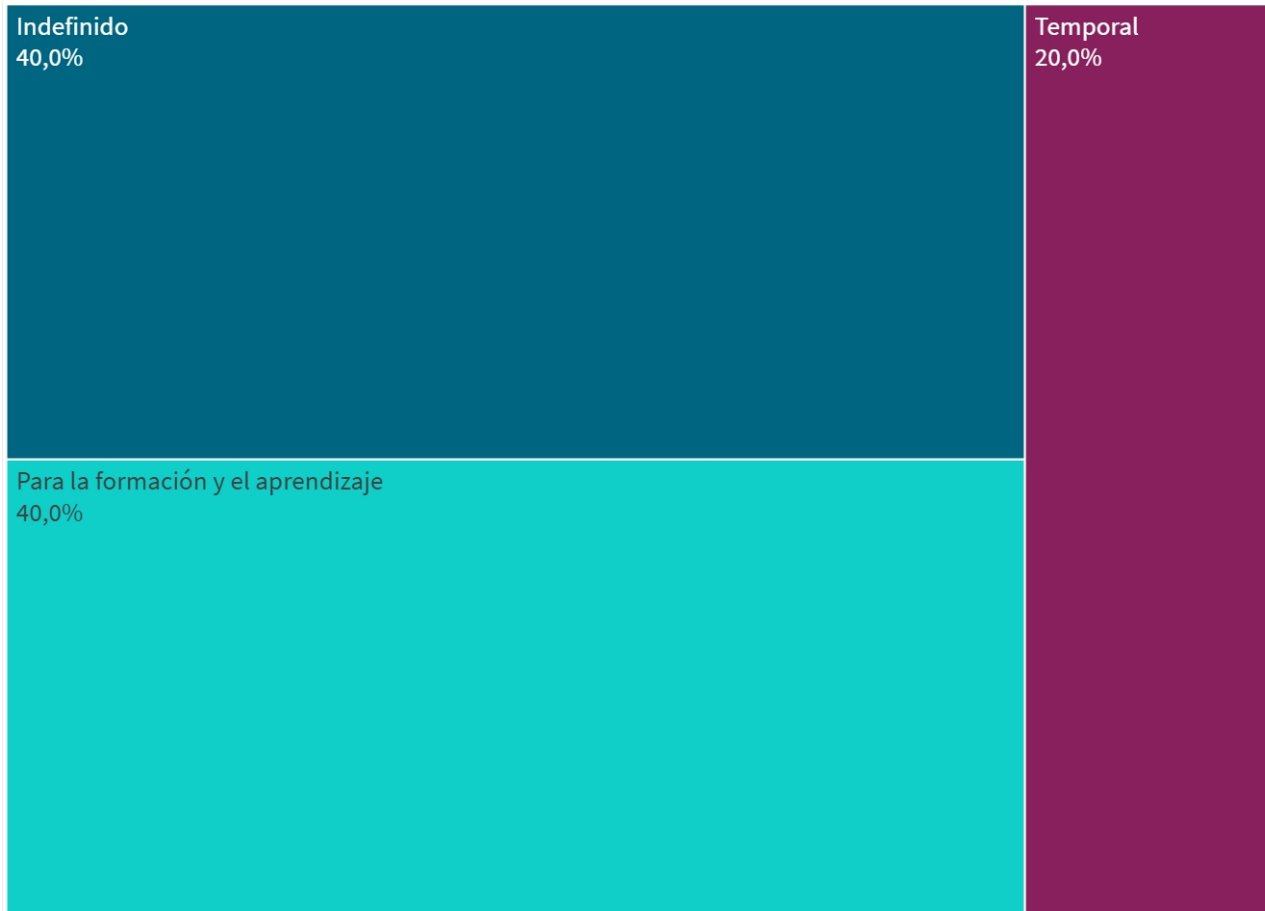 Indefinido
40,0%
Temporal
20,0%
Para la formación y el aprendizaje
40,0%